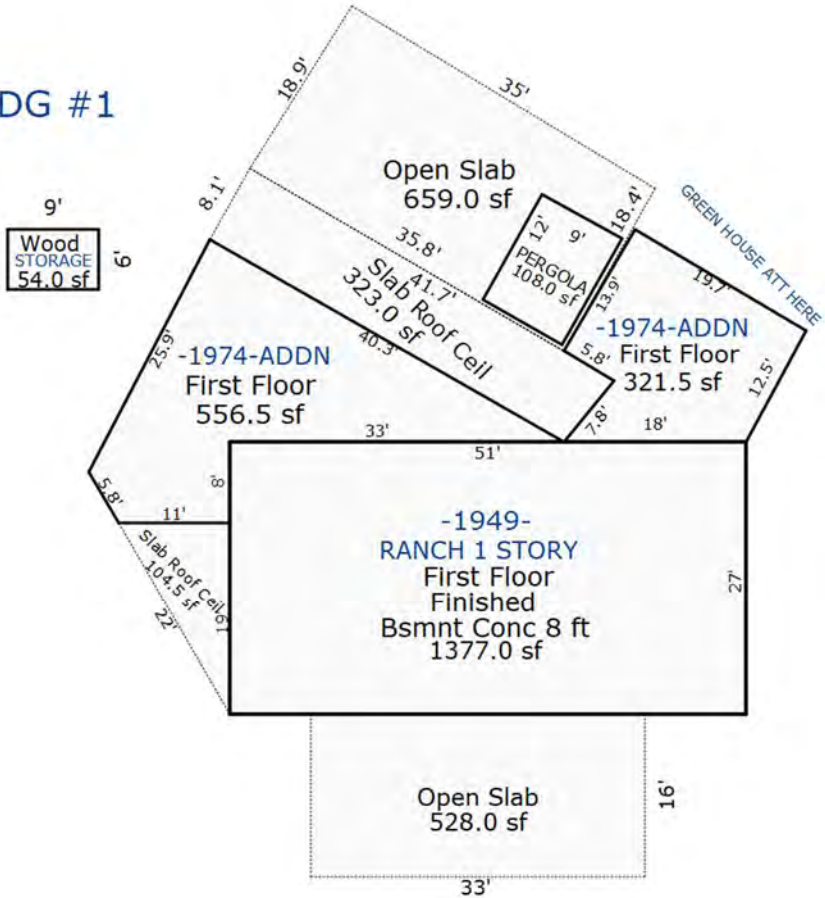 DG #1
18.9'
35'
8.1'
Open Slab
659.0 sf
18.4'
GREEN HOUSE ATT HERE
9'
Wood
STORAGE
54.0 sf
6'
35.8'
12'
9'
PERGOLA
108.0 sf
13.9'
19.7'
41.7'
Slab Roof Ceil
323.0 sf
40.3'
5.8'
-1974-ADDN
First Floor
321.5 sf
12.5'
25.9'
-1974-ADDN
First Floor
556.5 sf
7.8'
18'
33'
51'
8'
5.8'
11'
Slab Roof Ceil
104.5 sf
22'
-1949-
RANCH 1 STORY
First Floor
Finished
Bsmnt Conc 8 ft
1377.0 sf
27'
Open Slab
528.0 sf
16'
33'